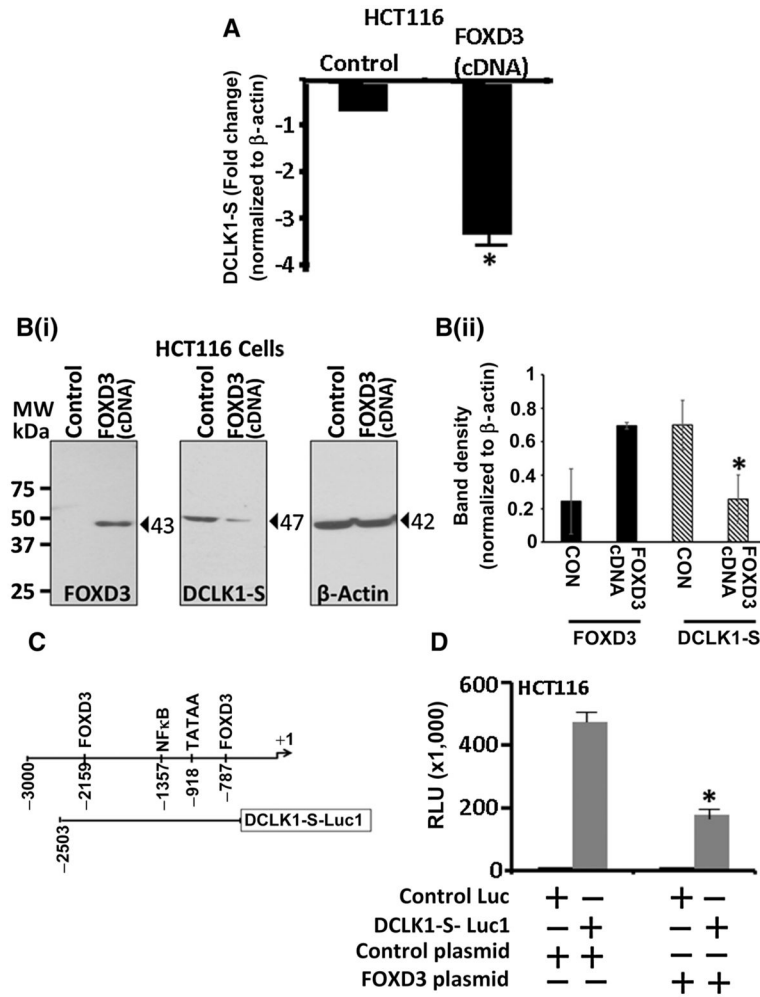 A
HCT116
Control
FOXD3
(cDNA)
DCLK1-S (Fold change)
(normalized to β-actin)
-1
-2
-3
-4
*
B(i)
HCT116 Cells
MW
kDa
Control
FOXD3
(cDNA)
Control
FOXD3
(cDNA)
Control
FOXD3
(cDNA)
75
50
37
25
43
47
42
FOXD3
DCLK1-S
β-Actin
B(ii)
Band density
(normalized to β-actin)
1
0.8
0.6
0.4
0.2
0
*
CON
FOXD3
cDNA
CON
FOXD3
cDNA
FOXD3
DCLK1-S
C
-3000
-2159
FOXD3
-1357
NFκB
-918
TATAA
-787
FOXD3
+1
-2503
DCLK1-S-Luc1
D
HCT116
RLU (x1,000)
600
400
200
0
*
Control Luc + − + −
DCLK1-S- Luc1 − + − +
Control plasmid + + − −
FOXD3 plasmid − − + +